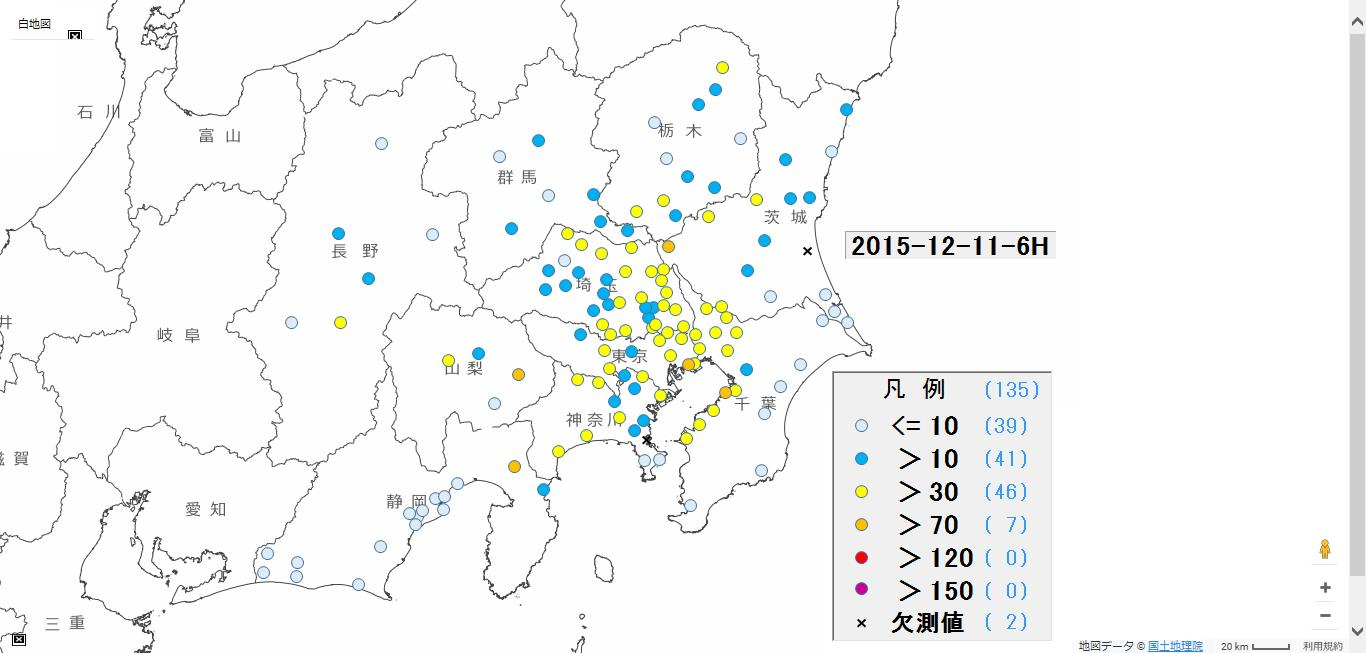 白地図
石川
富山
栃木
群馬
茨城
長野
2015-12-11-6H
埼玉
井
岐阜
東京
山梨
凡例 (135)
<= 10 (39)
> 10 (41)
> 30 (46)
> 70 ( 7)
> 120 ( 0)
> 150 ( 0)
× 欠測値 ( 2)
千葉
神奈川
滋賀
静岡
愛知
三重
+
−
地図データ © 国土地理院 20 km 利用規約